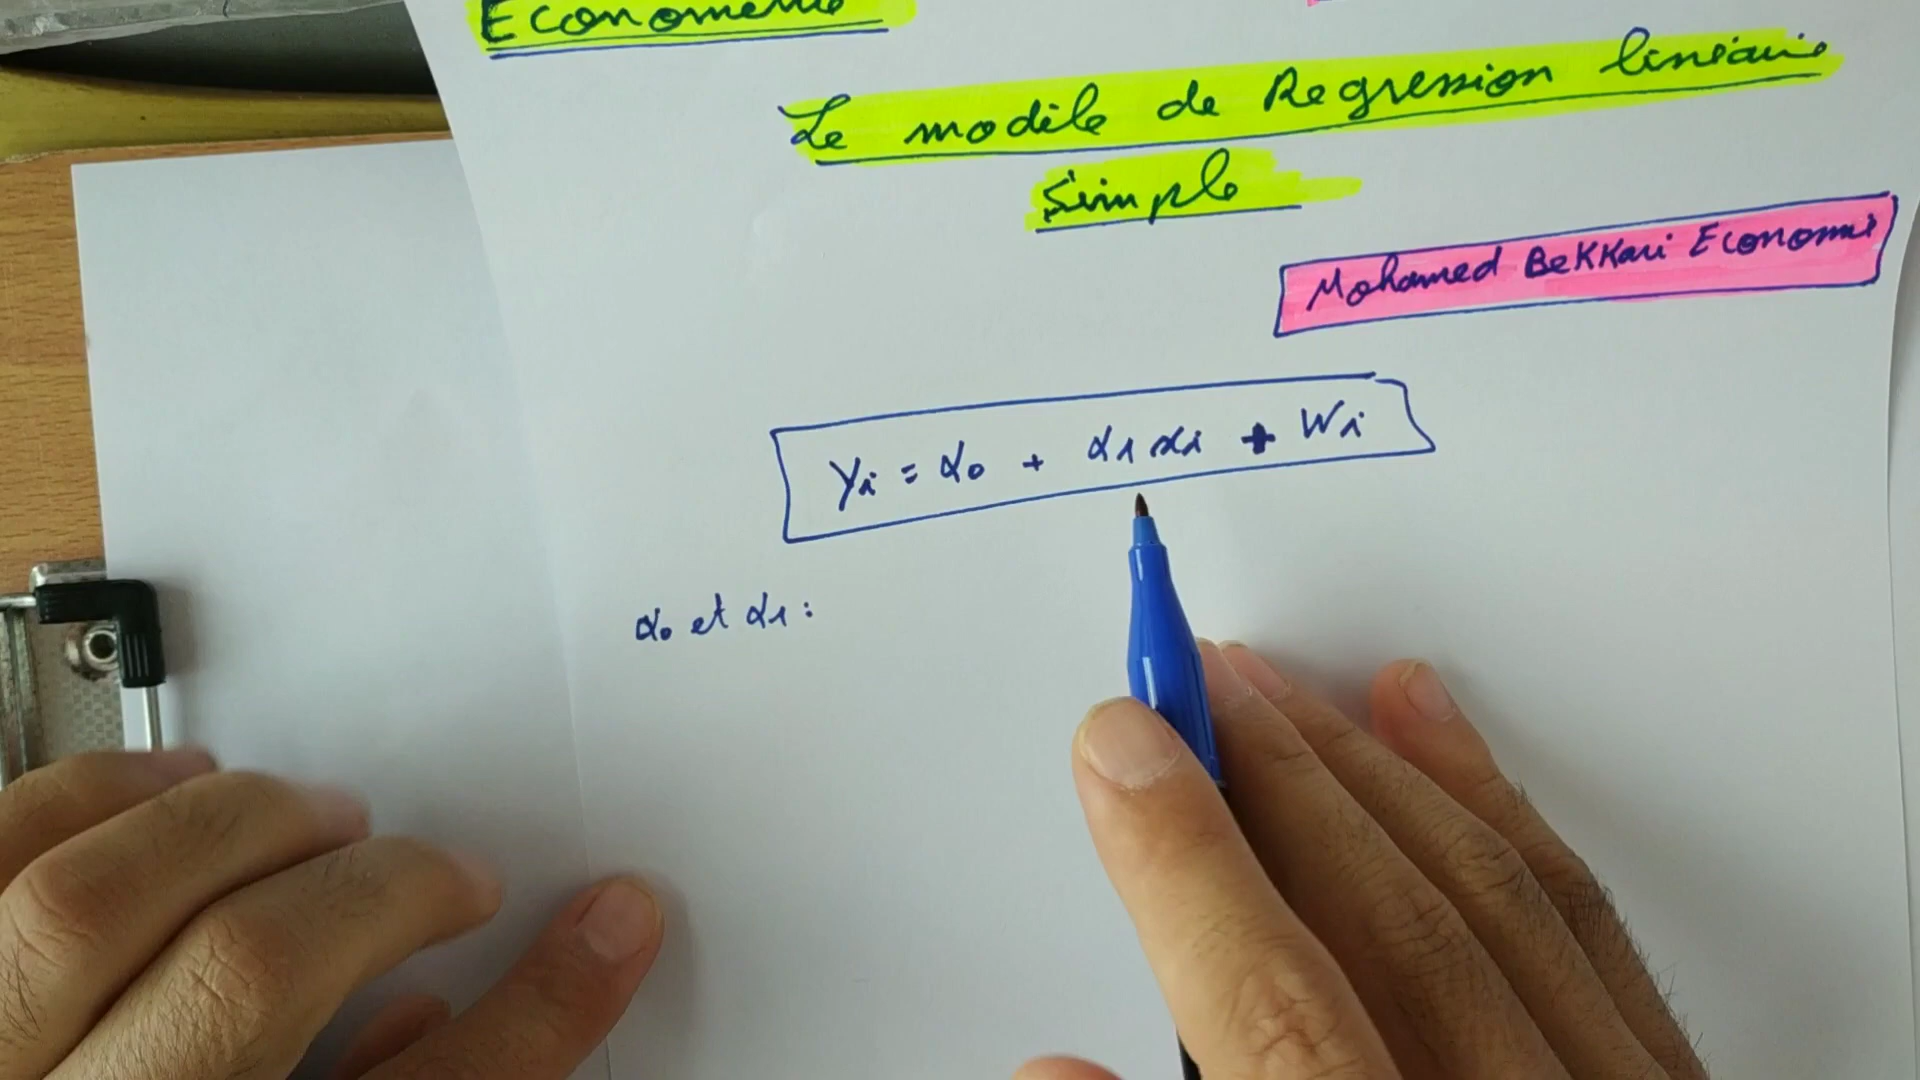 Econometrie
Le modèle de Regression linéaire
Simple
Mohamed Bekkari Economie
yi = α0 + α1 xi + Wi
α0 et α1 :